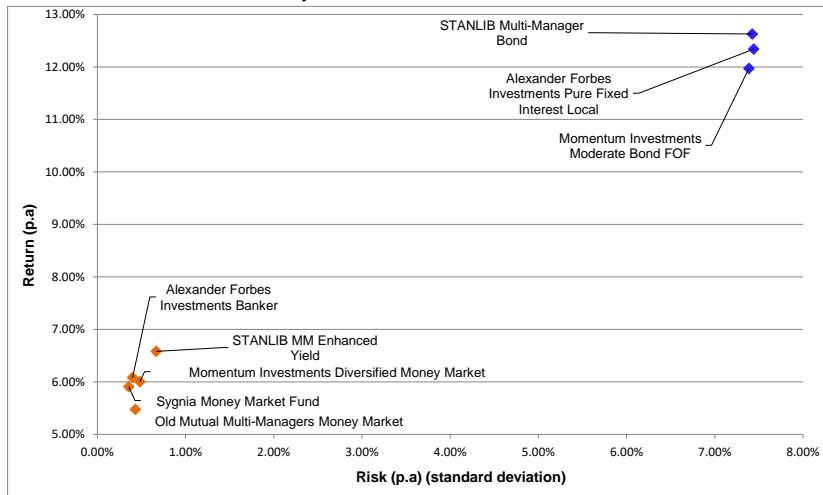 13.00%
12.00%
11.00%
10.00%
9.00%
8.00%
7.00%
6.00%
5.00%
Return (p.a)
STANLIB Multi-Manager
Bond
Alexander Forbes
Investments Pure Fixed
Interest Local
Momentum Investments
Moderate Bond FOF
Alexander Forbes
Investments Banker
STANLIB MM Enhanced
Yield
Momentum Investments Diversified Money Market
Sygnia Money Market Fund
Old Mutual Multi-Managers Money Market
0.00% 1.00% 2.00% 3.00% 4.00% 5.00% 6.00% 7.00% 8.00%
Risk (p.a) (standard deviation)